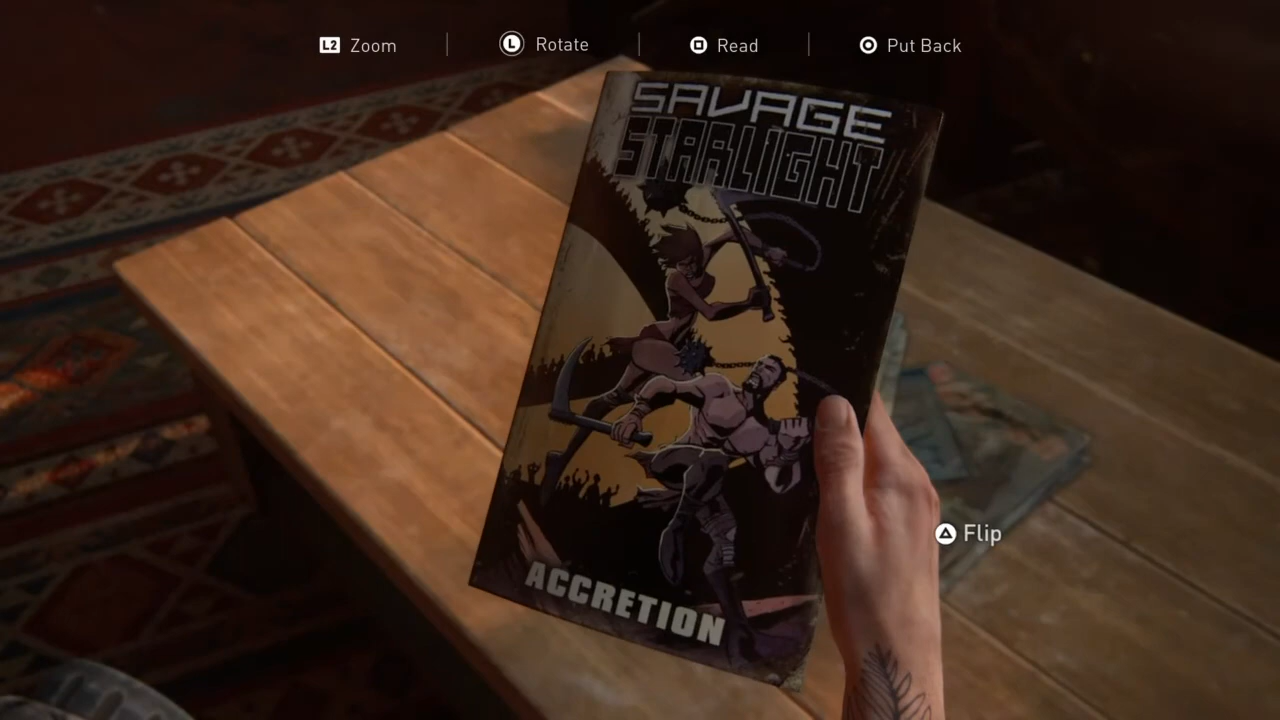 L2 Zoom
L Rotate
Read
Put Back
SAVAGE
STARLIGHT
Flip
ACCRETION